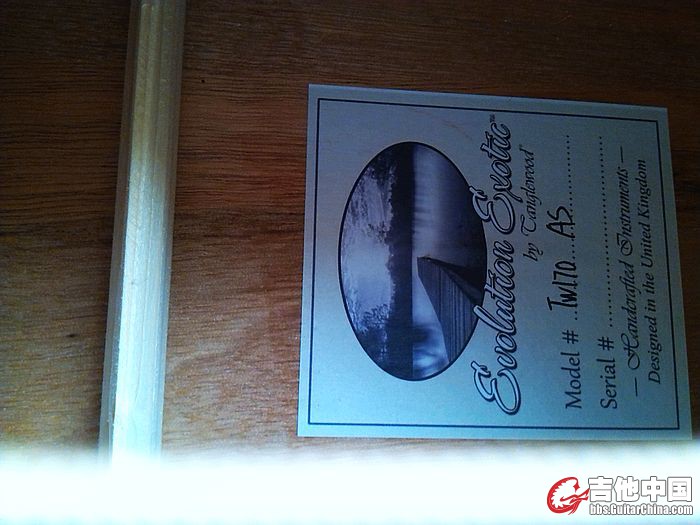 Evolution Exotic™
by Tanglewood®
Model # ..TW170....AS..............
Serial # ..................................
— Handcrafted Instruments —
Designed in the United Kingdom
吉他中国
bbs.GuitarChina.com